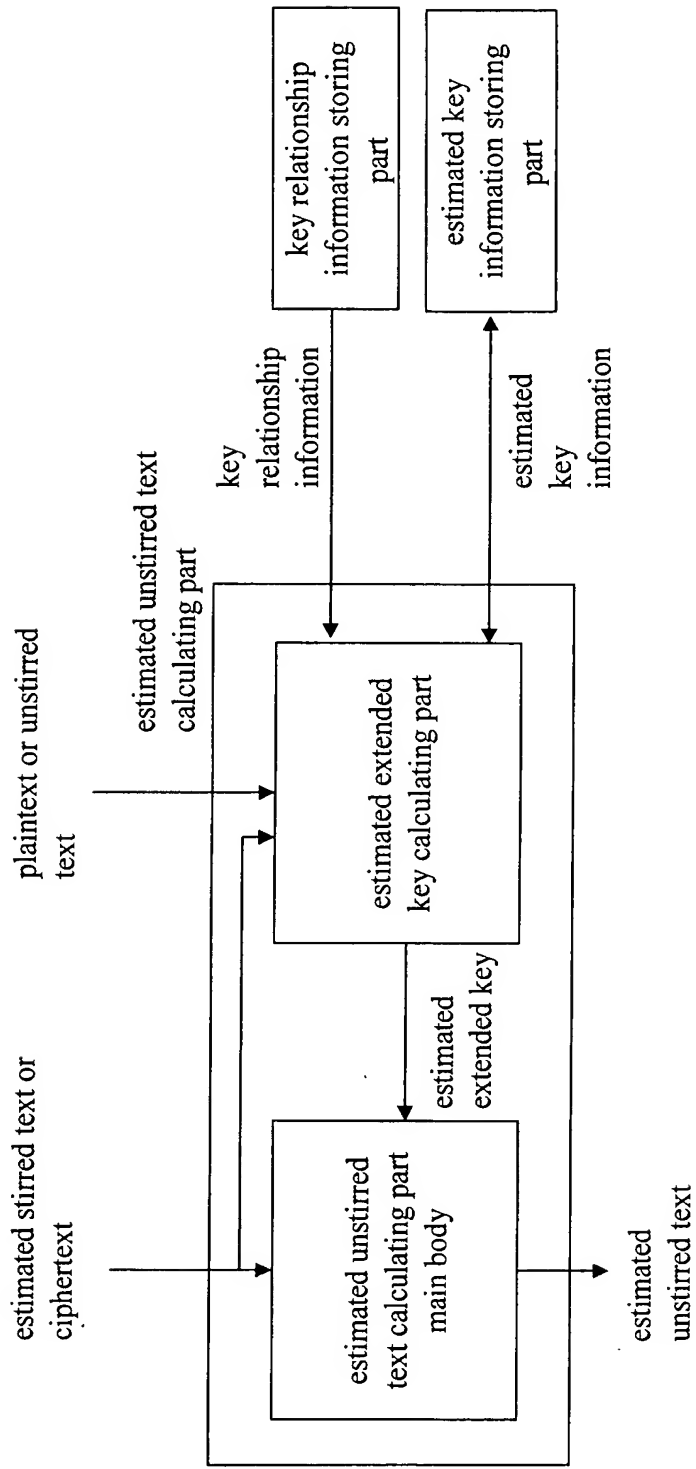 estimated stirred text or
ciphertext
plaintext or unstirred
text
estimated unstirred text
calculating part
key
relationship
information
key relationship
information storing
part
estimated unstirred
text calculating part
main body
estimated
extended key
estimated extended
key calculating part
estimated
key
information
estimated key
information storing
part
estimated
unstirred text